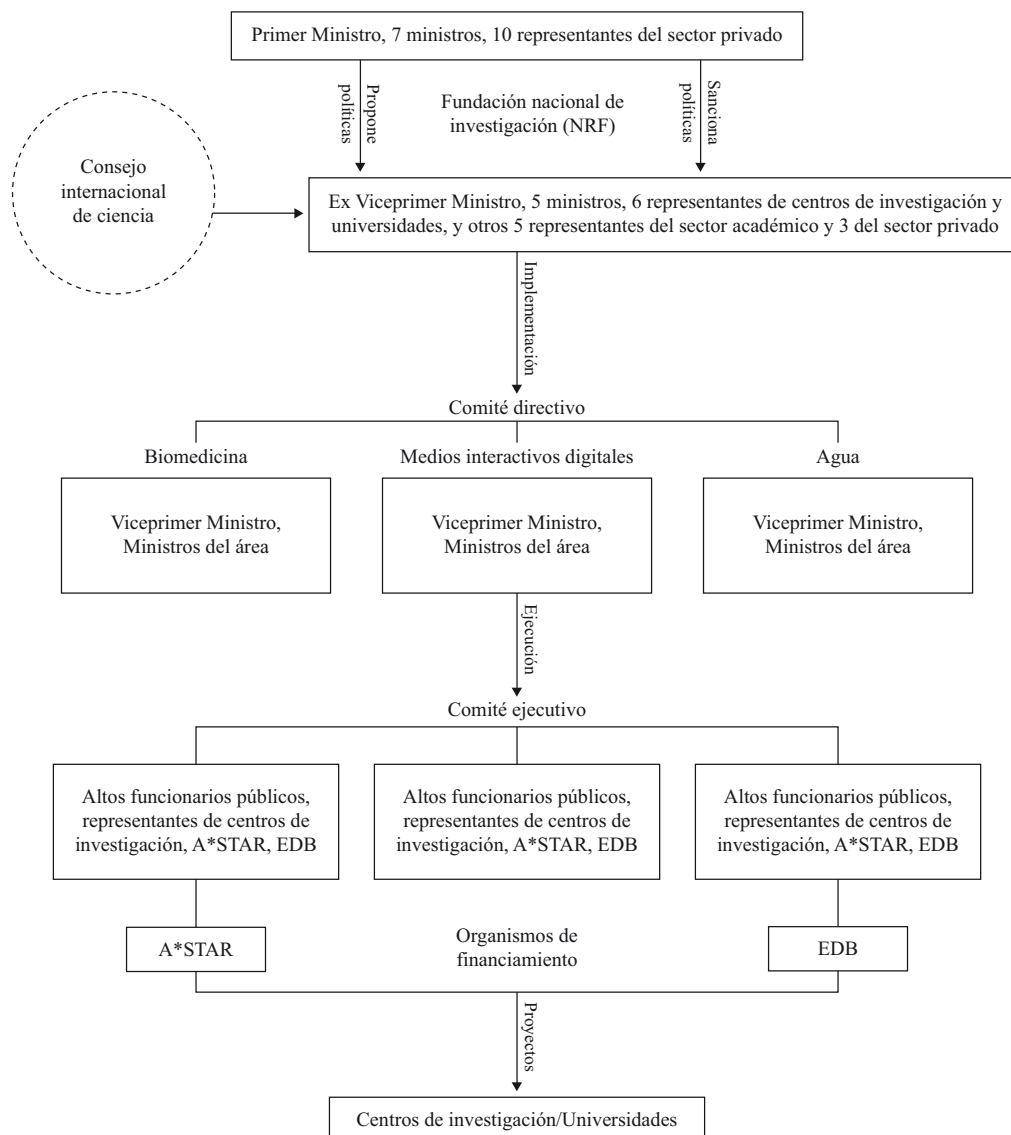 Primer Ministro, 7 ministros, 10 representantes del sector privado
Propone
políticas
Fundación nacional de
investigación (NRF)
Sanciona
políticas
Consejo
internacional
de ciencia
Ex Viceprimer Ministro, 5 ministros, 6 representantes de centros de investigación y
universidades, y otros 5 representantes del sector académico y 3 del sector privado
Implementación
Comité directivo
Biomedicina
Medios interactivos digitales
Agua
Viceprimer Ministro,
Ministros del área
Viceprimer Ministro,
Ministros del área
Viceprimer Ministro,
Ministros del área
Ejecución
Comité ejecutivo
Altos funcionarios públicos,
representantes de centros de
investigación, A*STAR, EDB
Altos funcionarios públicos,
representantes de centros de
investigación, A*STAR, EDB
Altos funcionarios públicos,
representantes de centros de
investigación, A*STAR, EDB
A*STAR
Organismos de
financiamiento
EDB
Proyectos
Centros de investigación/Universidades